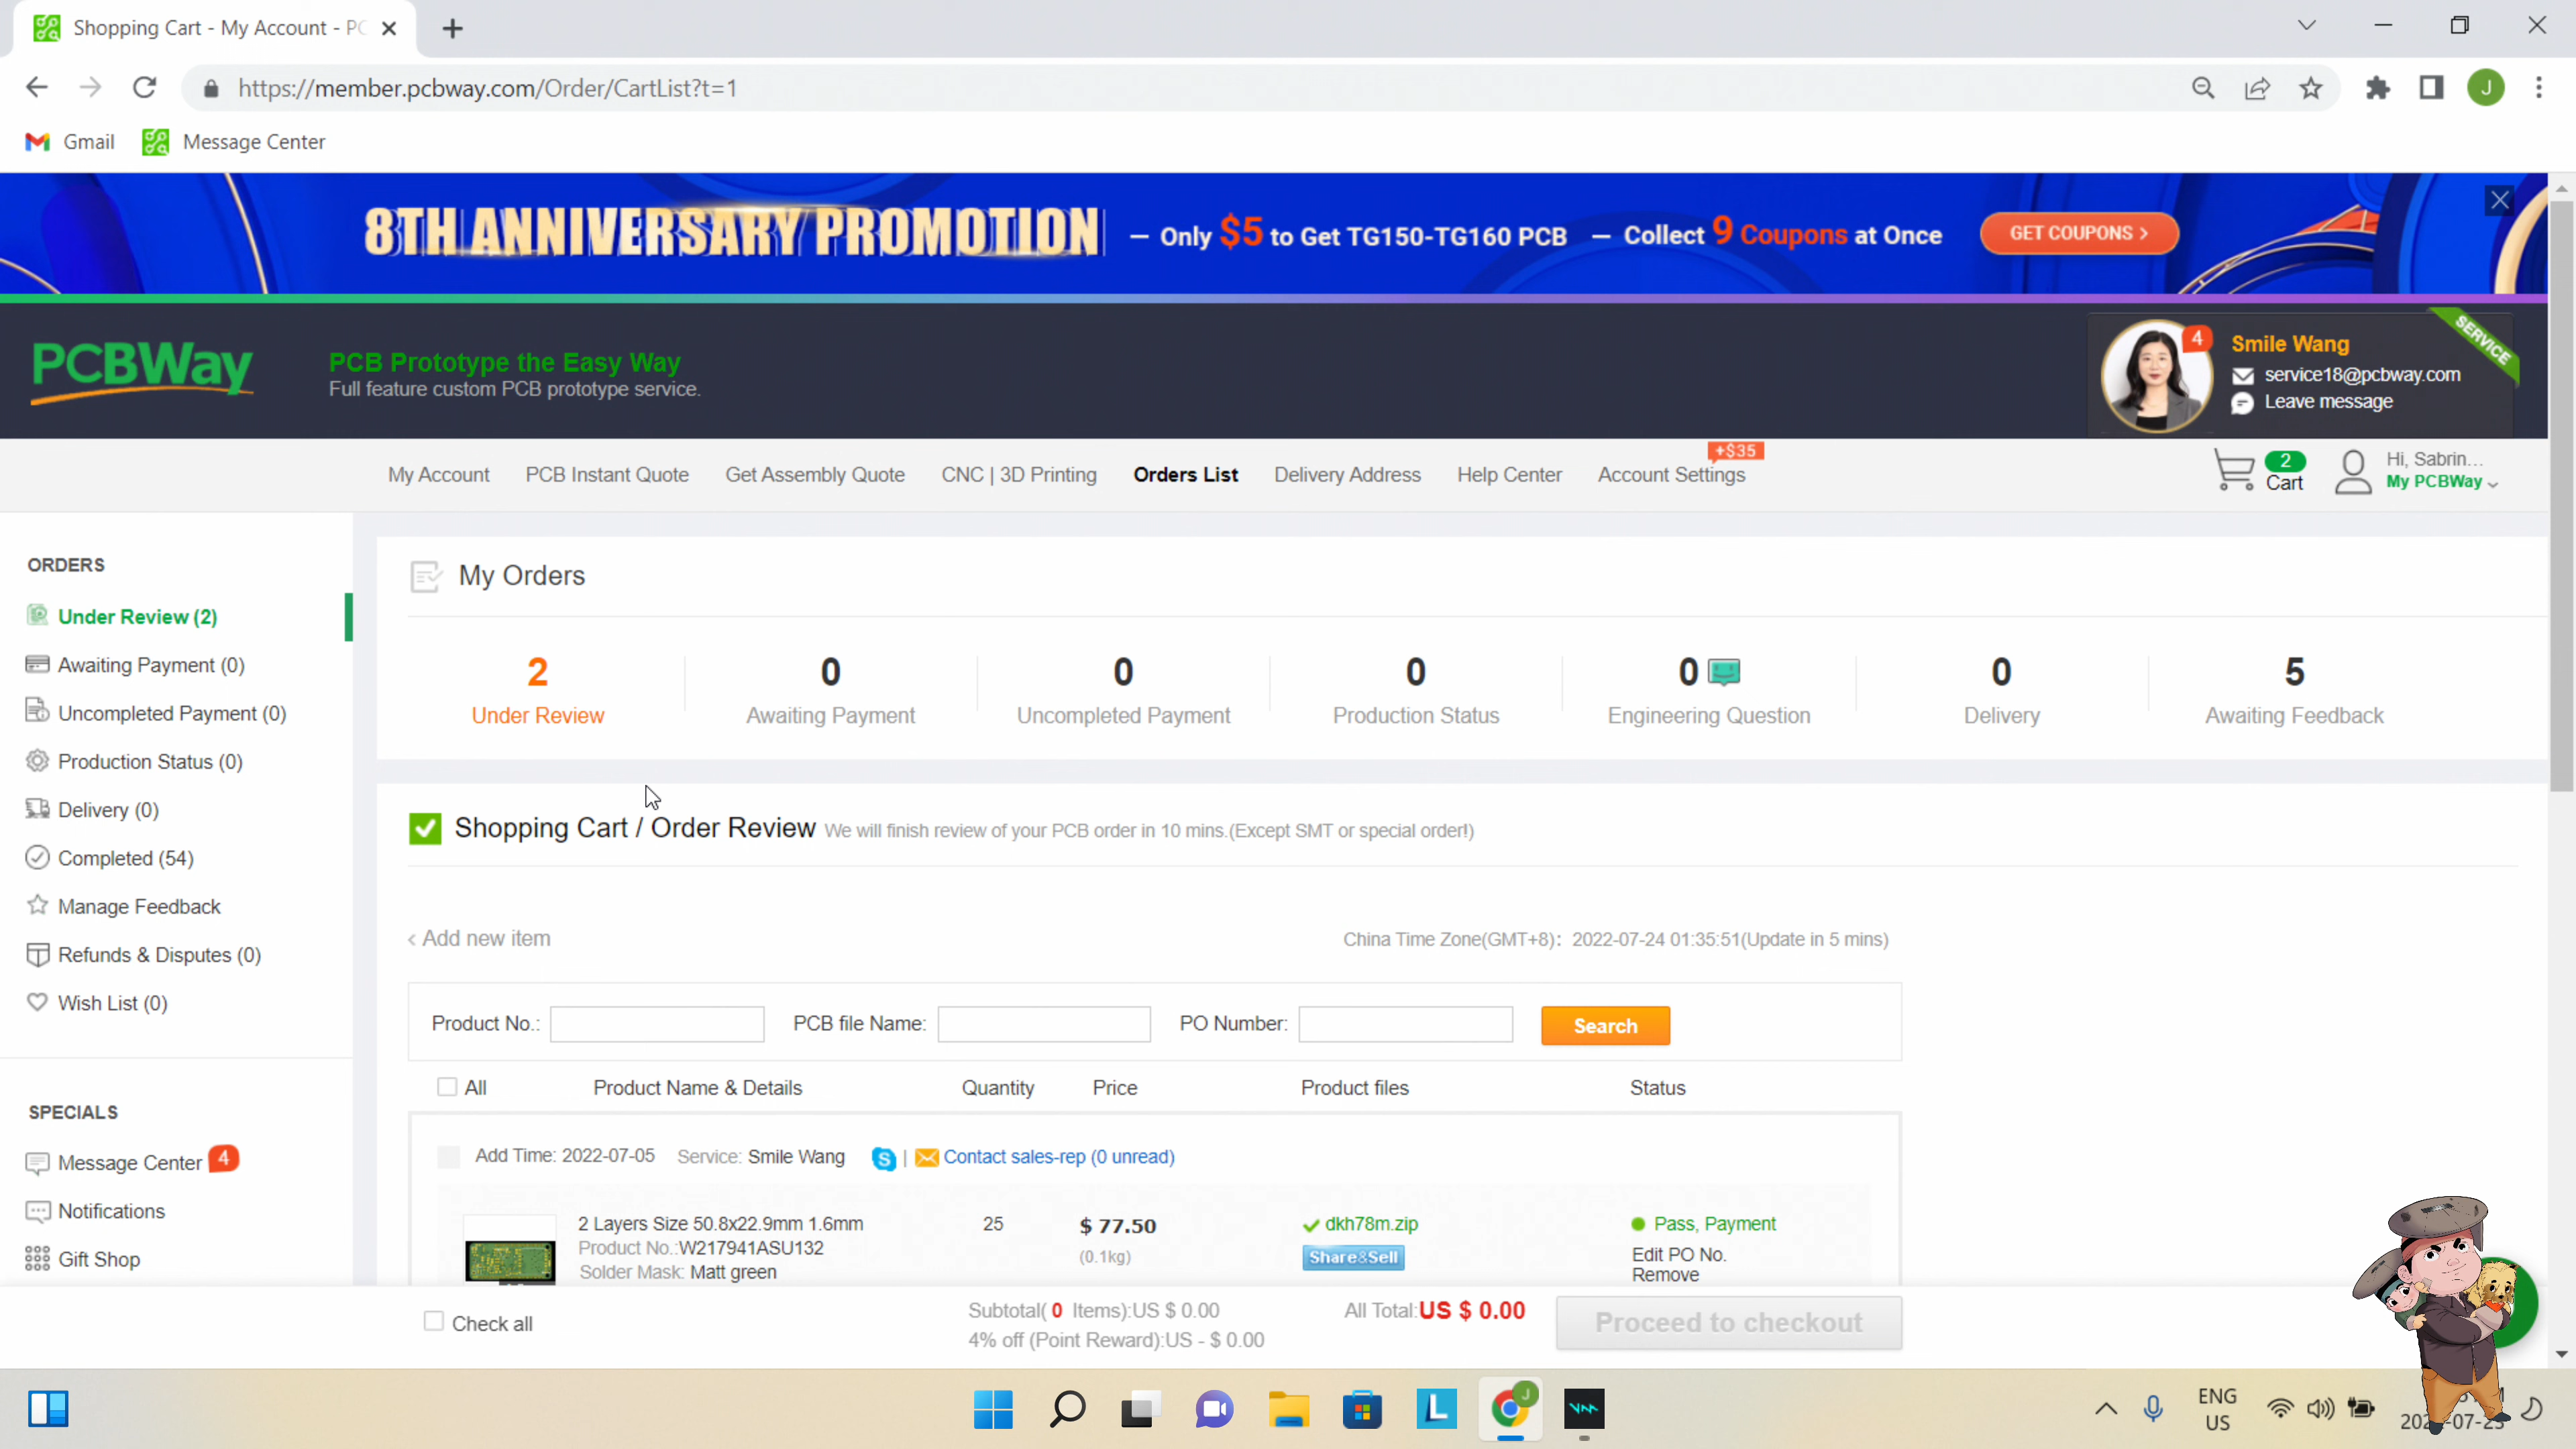 Shopping Cart - My Account - PC
https://member.pcbway.com/Order/CartList?t=1
J
Gmail
Message Center
8TH ANNIVERSARY PROMOTION — Only $5 to Get TG150-TG160 PCB — Collect 9 Coupons at Once GET COUPONS >
PCBWay
PCB Prototype the Easy Way
Full feature custom PCB prototype service.
4
Smile Wang
SERVICE
service18@pcbway.com
Leave message
+$35
My Account PCB Instant Quote Get Assembly Quote CNC | 3D Printing Orders List Delivery Address Help Center Account Settings
2
Cart
Hi, Sabrin...
My PCBWay
ORDERS
Under Review (2)
Awaiting Payment (0)
Uncompleted Payment (0)
Production Status (0)
Delivery (0)
Completed (54)
Manage Feedback
Refunds & Disputes (0)
Wish List (0)
SPECIALS
Message Center 4
Notifications
Gift Shop
My Orders
2 0 0 0 0 0 5
Under Review Awaiting Payment Uncompleted Payment Production Status Engineering Question Delivery Awaiting Feedback
Shopping Cart / Order Review We will finish review of your PCB order in 10 mins.(Except SMT or special order!)
< Add new item
China Time Zone(GMT+8): 2022-07-24 01:35:51(Update in 5 mins)
Product No.: PCB file Name: PO Number: Search
All Product Name & Details Quantity Price Product files Status
Add Time: 2022-07-05 Service: Smile Wang S | Contact sales-rep (0 unread)
2 Layers Size 50.8x22.9mm 1.6mm 25 $ 77.50 dkh78m.zip Pass, Payment
Product No.:W217941ASU132 (0.1kg) Share&Sell Edit PO No.
Solder Mask: Matt green Remove
Check all
Subtotal( 0 Items):US $ 0.00
4% off (Point Reward):US - $ 0.00
All Total:US $ 0.00
Proceed to checkout
L
J
ENG
US